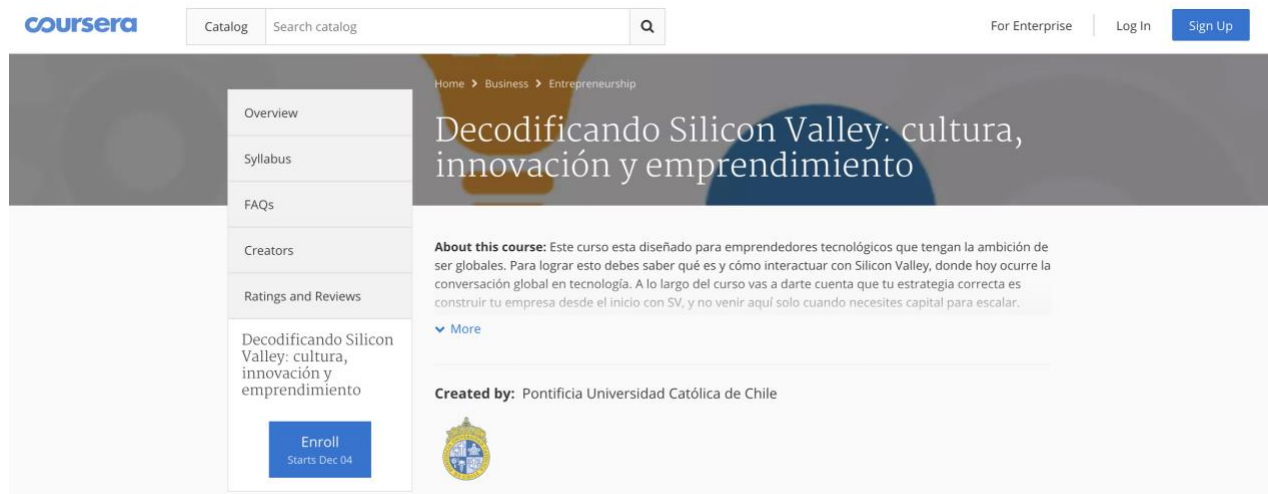 coursera
Catalog
Search catalog
For Enterprise
Log In
Sign Up
Home > Business > Entrepreneurship
Decodificando Silicon Valley: cultura,
innovación y emprendimiento
Overview
Syllabus
FAQs
Creators
Ratings and Reviews
Decodificando Silicon
Valley: cultura,
innovación y
emprendimiento
Enroll
Starts Dec 04
About this course: Este curso esta diseñado para emprendedores tecnológicos que tengan la ambición de
ser globales. Para lograr esto debes saber qué es y cómo interactuar con Silicon Valley, donde hoy ocurre la
conversación global en tecnología. A lo largo del curso vas a darte cuenta que tu estrategia correcta es
construir tu empresa desde el inicio con SV, y no venir aquí solo cuando necesites capital para escalar.
More
Created by: Pontificia Universidad Católica de Chile